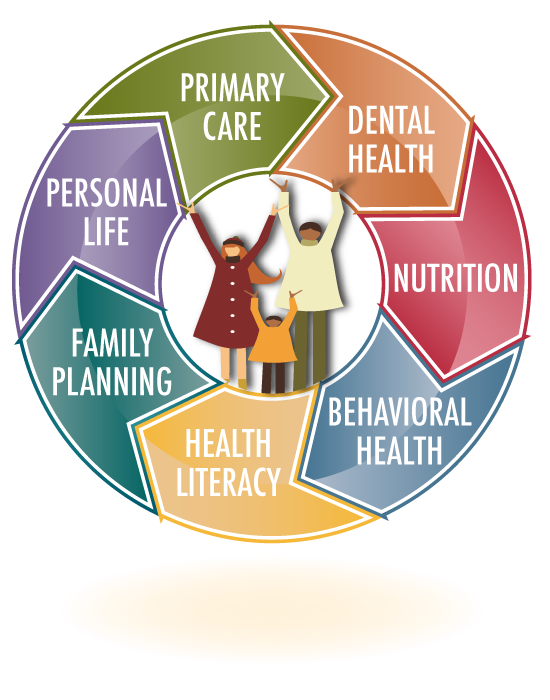 PRIMARY
CARE
DENTAL
HEALTH
NUTRITION
BEHAVIORAL
HEALTH
HEALTH
LITERACY
FAMILY
PLANNING
PERSONAL
LIFE